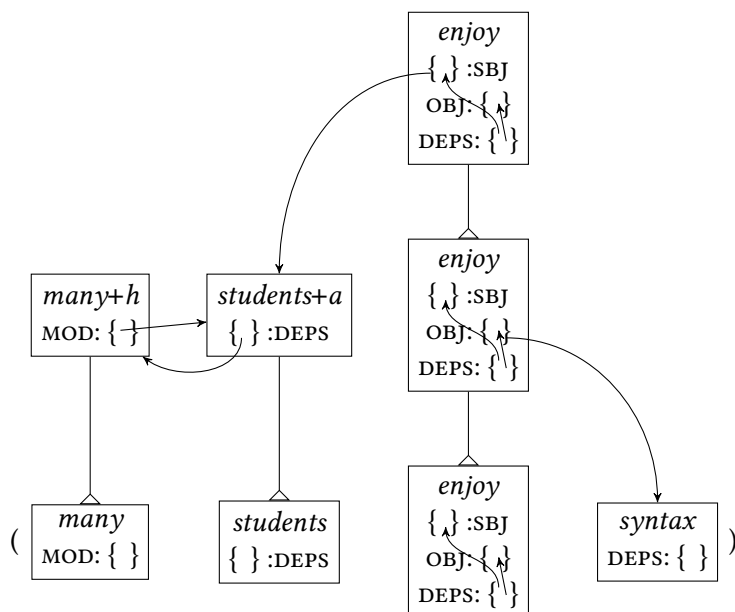 enjoy
{ } :SBJ
OBJ: { }
DEPS: { }
enjoy
{ } :SBJ
OBJ: { }
DEPS: { }
many+h
MOD: { }
students+a
{ } :DEPS
enjoy
{ } :SBJ
OBJ: { }
DEPS: { }
(
many
MOD: { }
students
{ } :DEPS
syntax
DEPS: { }
)